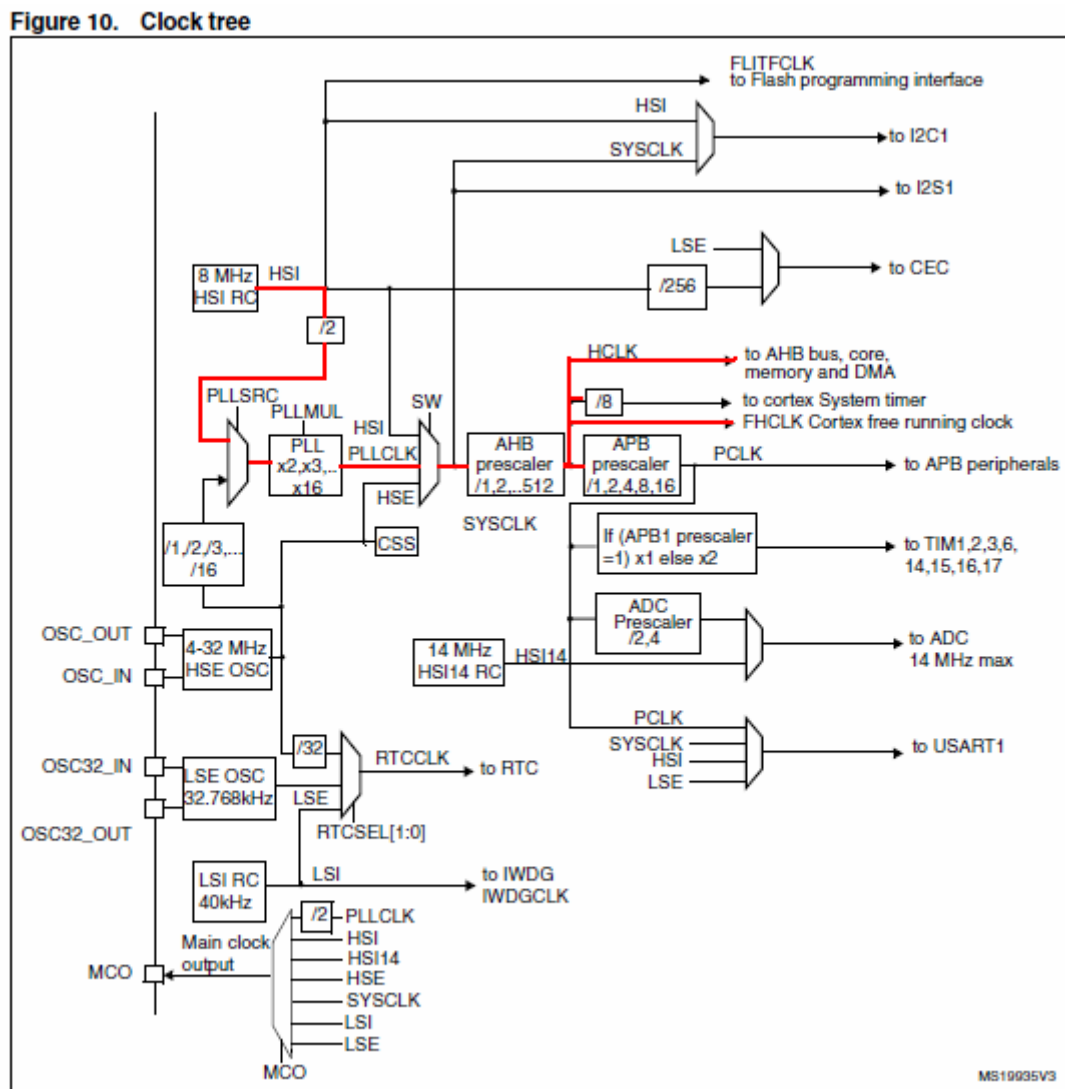 Figure 10. Clock tree
FLITFCLK
to Flash programming interface
HSI
to I2C1
SYSCLK
to I2S1
LSE
to CEC
/256
8 MHz
HSI RC
HSI
/2
HCLK
to AHB bus, core,
memory and DMA
/8
to cortex System timer
FHCLK Cortex free running clock
PLLSRC
PLLMUL
SW
HSI
PLL
x2,x3,..
x16
PLLCLK
HSE
AHB
prescaler
/1,2,..512
APB
prescaler
/1,2,4,8,16
PCLK
to APB peripherals
SYSCLK
CSS
/1,/2,/3,...
/16
If (APB1 prescaler
=1) x1 else x2
to TIM1,2,3,6,
14,15,16,17
OSC_OUT
OSC_IN
4-32 MHz
HSE OSC
ADC
Prescaler
/2,4
14 MHz
HSI14 RC
HSI14
to ADC
14 MHz max
PCLK
SYSCLK
HSI
LSE
to USART1
/32
RTCCLK
to RTC
OSC32_IN
OSC32_OUT
LSE OSC
32.768kHz
LSE
RTCSEL[1:0]
LSI RC
40kHz
LSI
to IWDG
IWDGCLK
/2
PLLCLK
HSI
HSI14
HSE
SYSCLK
LSI
LSE
Main clock
output
MCO
MCO
MS19935V3